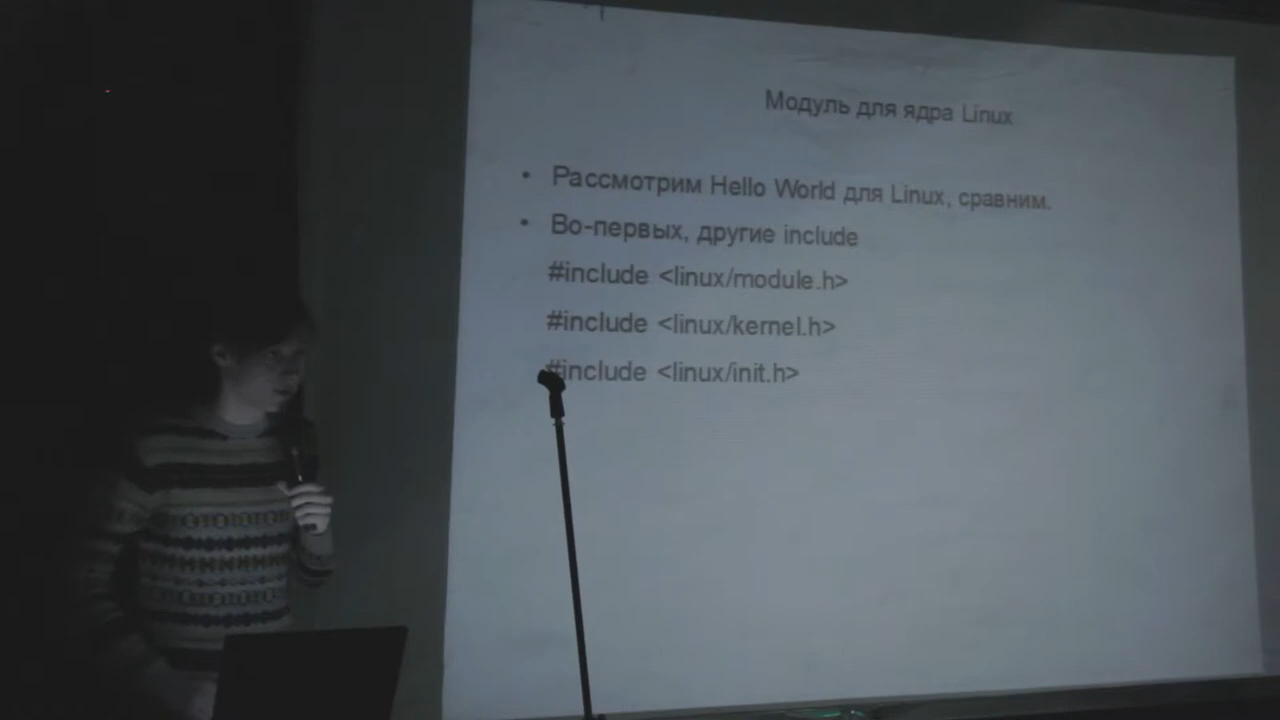 Модуль для ядра Linux
• Рассмотрим Hello World для Linux, сравним.
• Во-первых, другие include
#include <linux/module.h>
#include <linux/kernel.h>
#include <linux/init.h>